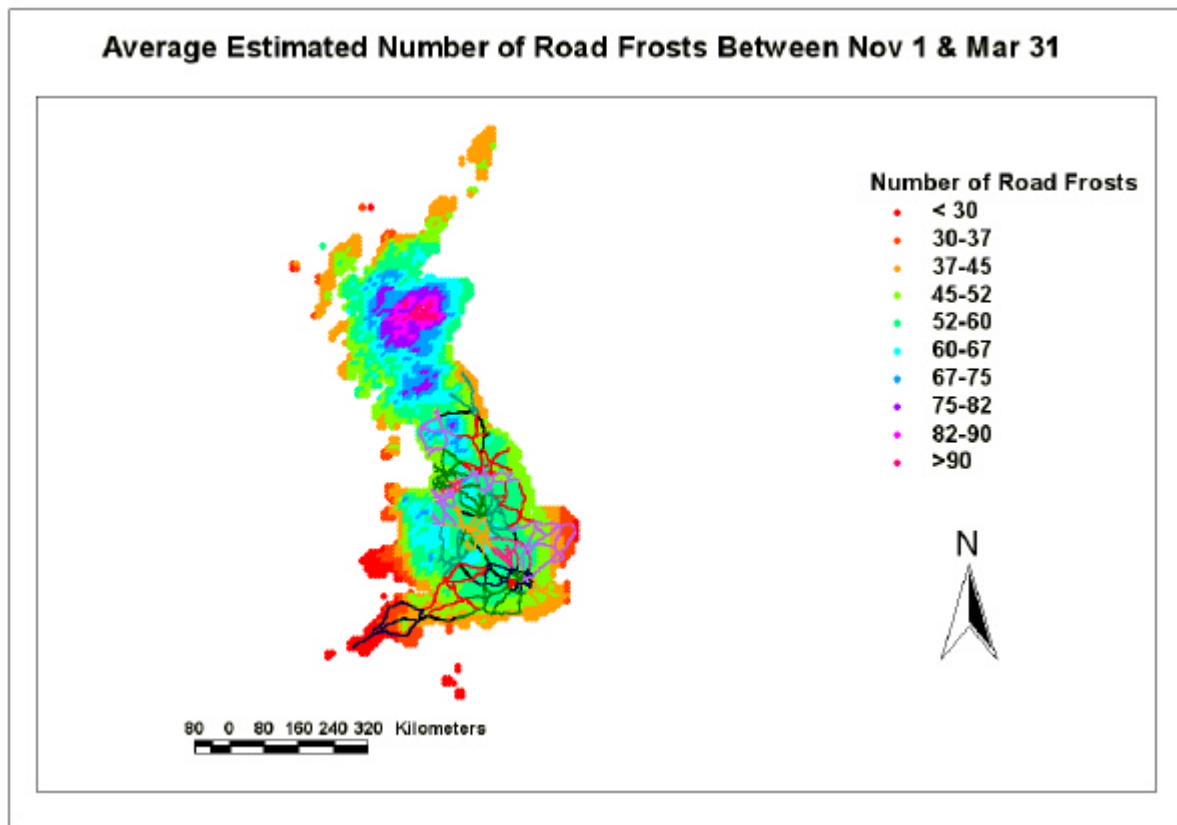 Average Estimated Number of Road Frosts Between Nov 1 & Mar 31
Number of Road Frosts
< 30
30-37
37-45
45-52
52-60
60-67
67-75
75-82
82-90
>90
N
80 0 80 160 240 320 Kilometers